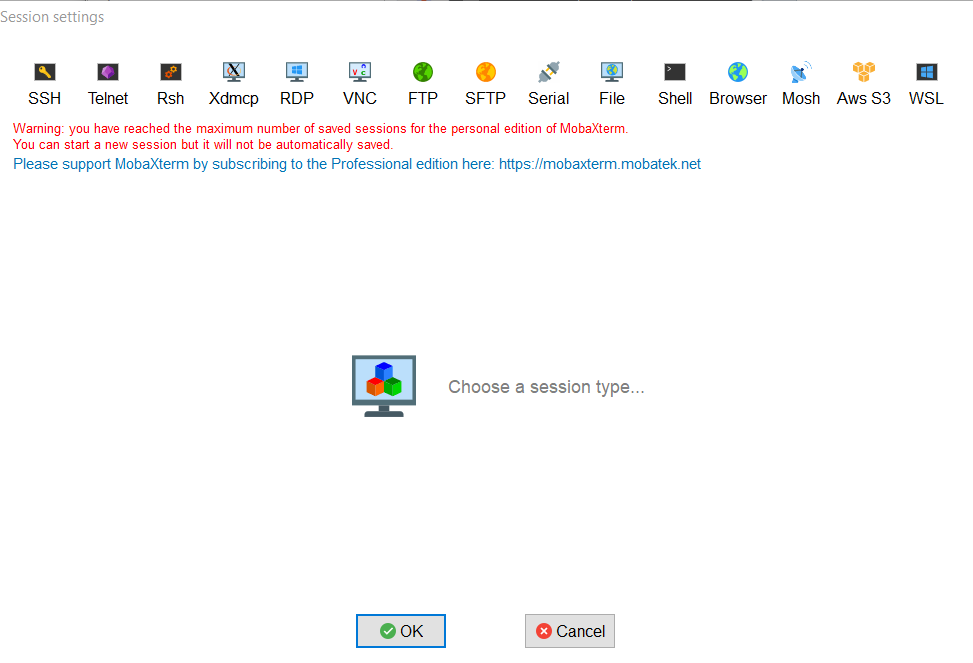 Session settings
SSH Telnet Rsh Xdmcp RDP VNC FTP SFTP Serial File Shell Browser Mosh Aws S3 WSL
Warning: you have reached the maximum number of saved sessions for the personal edition of MobaXterm.
You can start a new session but it will not be automatically saved.
Please support MobaXterm by subscribing to the Professional edition here: https://mobaxterm.mobatek.net
Choose a session type...
OK Cancel